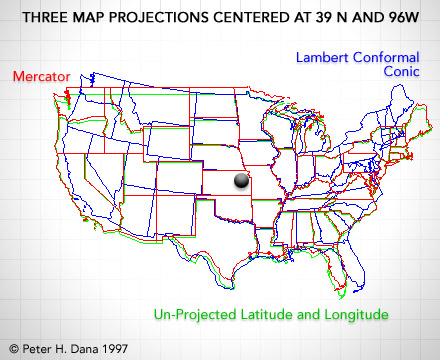 THREE MAP PROJECTIONS CENTERED AT 39 N AND 96W
Lambert Conformal
Conic
Mercator
Un-Projected Latitude and Longitude
© Peter H. Dana 1997